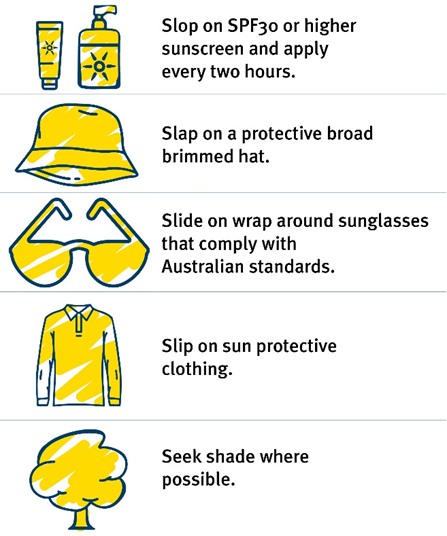 Slop on SPF30 or higher
sunscreen and apply
every two hours.
Slap on a protective broad
brimmed hat.
Slide on wrap around sunglasses
that comply with
Australian standards.
Slip on sun protective
clothing.
Seek shade where
possible.